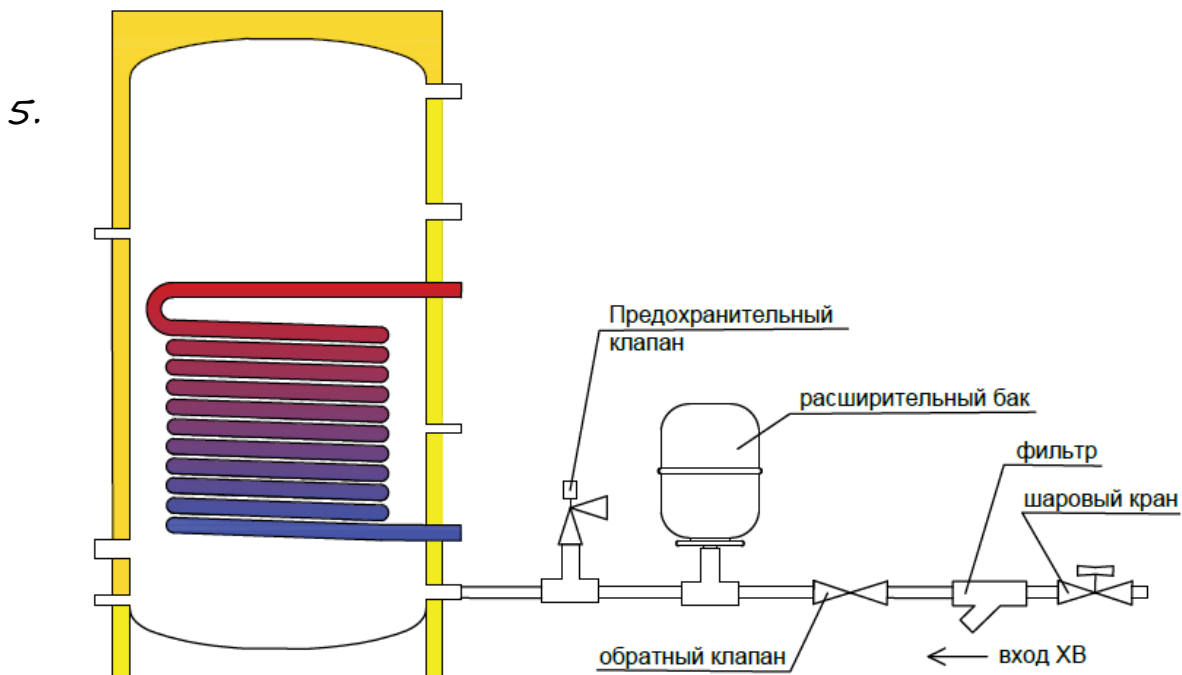 5.
Предохранительный
клапан
расширительный бак
фильтр
шаровый кран
обратный клапан
вход ХВ